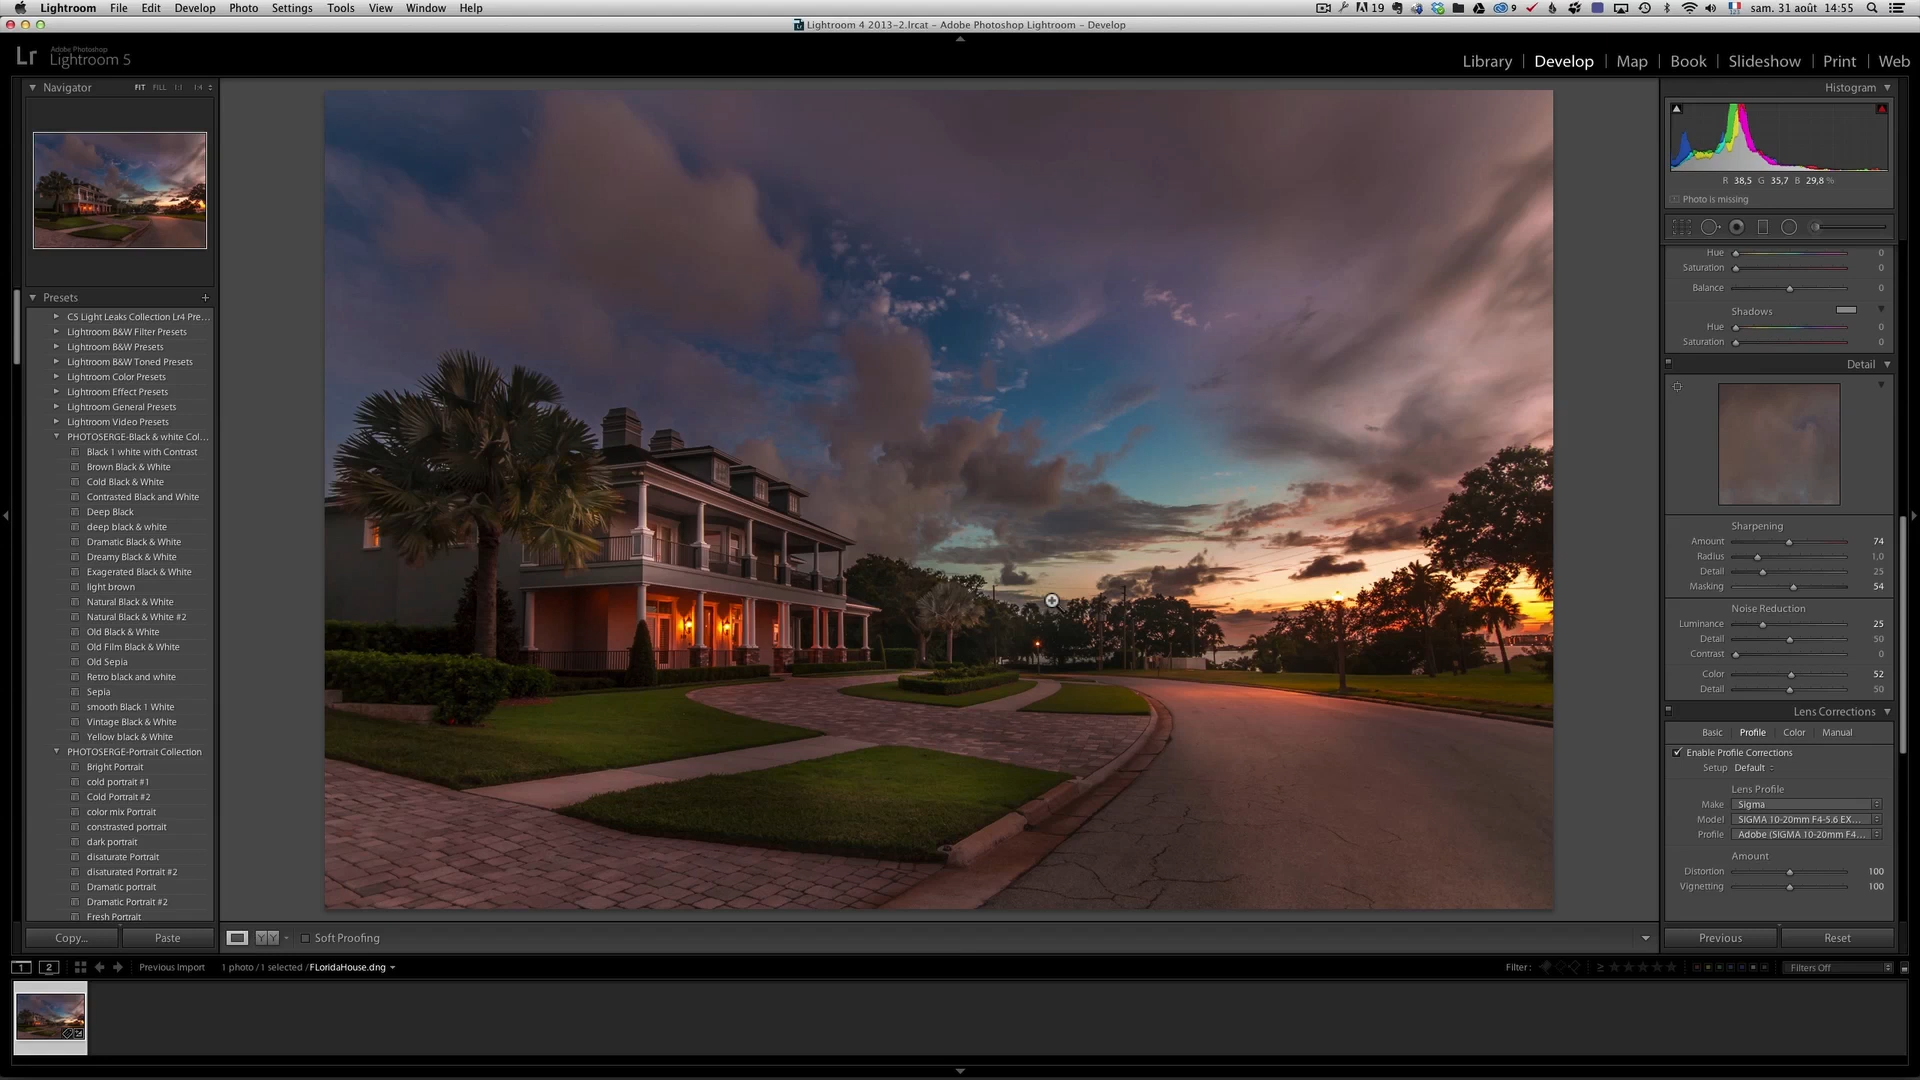 Lightroom File Edit Develop Photo Settings Tools View Window Help
19 9 sam. 31 août 14:55
Lightroom 4 2013-2.lrcat – Adobe Photoshop Lightroom – Develop
Lr Adobe Photoshop
Lightroom 5
Library | Develop | Map | Book | Slideshow | Print | Web
Navigator FIT FILL 1:1
Presets +
CS Light Leaks Collection Lr4 Pre...
Lightroom B&W Filter Presets
Lightroom B&W Presets
Lightroom B&W Toned Presets
Lightroom Color Presets
Lightroom Effect Presets
Lightroom General Presets
Lightroom Video Presets
PHOTOSERGE-Black & white Col...
Black 1 white with Contrast
Brown Black & White
Cold Black & White
Contrasted Black and White
Deep Black
deep black & white
Dramatic Black & White
Dreamy Black & White
Exagerated Black & White
light brown
Natural Black & White
Natural Black & White #2
Old Black & White
Old Film Black & White
Old Sepia
Retro black and white
Sepia
smooth Black 1 White
Vintage Black & White
Yellow black & White
PHOTOSERGE-Portrait Collection
Bright Portrait
cold portrait #1
Cold Portrait #2
color mix Portrait
constrasted portrait
dark portrait
disaturate Portrait
disaturated Portrait #2
Dramatic portrait
Dramatic Portrait #2
Fresh Portrait
Copy... Paste
Soft Proofing
Histogram
R 38,5 G 35,7 B 29,8 %
Photo is missing
Hue 0
Saturation 0
Balance 0
Shadows
Hue 0
Saturation 0
Detail
Sharpening
Amount 74
Radius 1,0
Detail 25
Masking 54
Noise Reduction
Luminance 25
Detail 50
Contrast 0
Color 52
Detail 50
Lens Corrections
Basic Profile Color Manual
Enable Profile Corrections
Setup Default
Lens Profile
Make Sigma
Model SIGMA 10-20mm F4-5.6 EX...
Profile Adobe (SIGMA 10-20mm F4...
Amount
Distortion 100
Vignetting 100
Previous Reset
1 2 Previous Import 1 photo / 1 selected / FLoridaHouse.dng
Filter : ≥ Filters Off